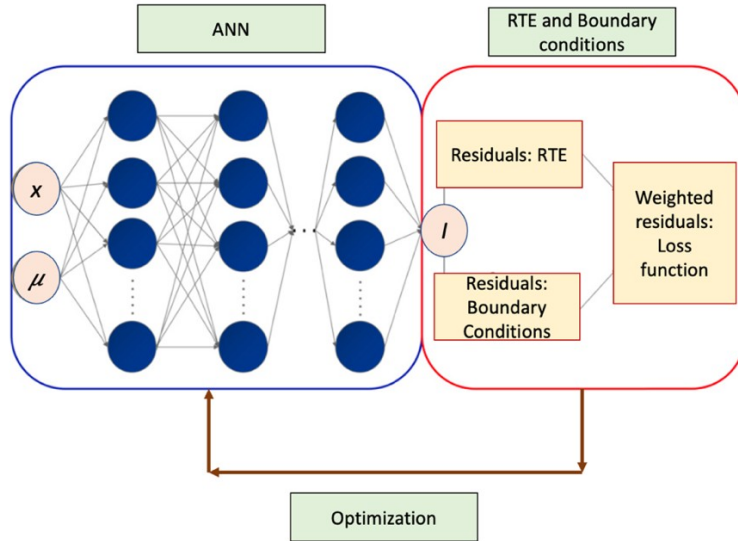 ANN
RTE and Boundary
conditions
x
μ
I
Residuals: RTE
Residuals:
Boundary
Conditions
Weighted
residuals:
Loss
function
Optimization